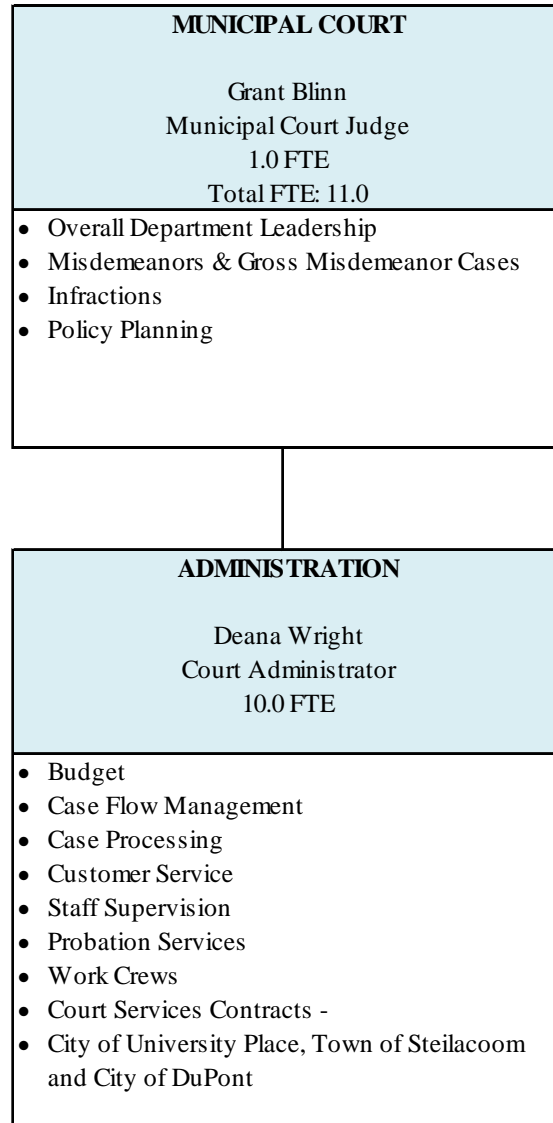 MUNICIPAL COURT
Grant Blinn
Municipal Court Judge
1.0 FTE
Total FTE: 11.0
• Overall Department Leadership
• Misdemeanors & Gross Misdemeanor Cases
• Infractions
• Policy Planning
ADMINISTRATION
Deana Wright
Court Administrator
10.0 FTE
• Budget
• Case Flow Management
• Case Processing
• Customer Service
• Staff Supervision
• Probation Services
• Work Crews
• Court Services Contracts -
• City of University Place, Town of Steilacoom
and City of DuPont